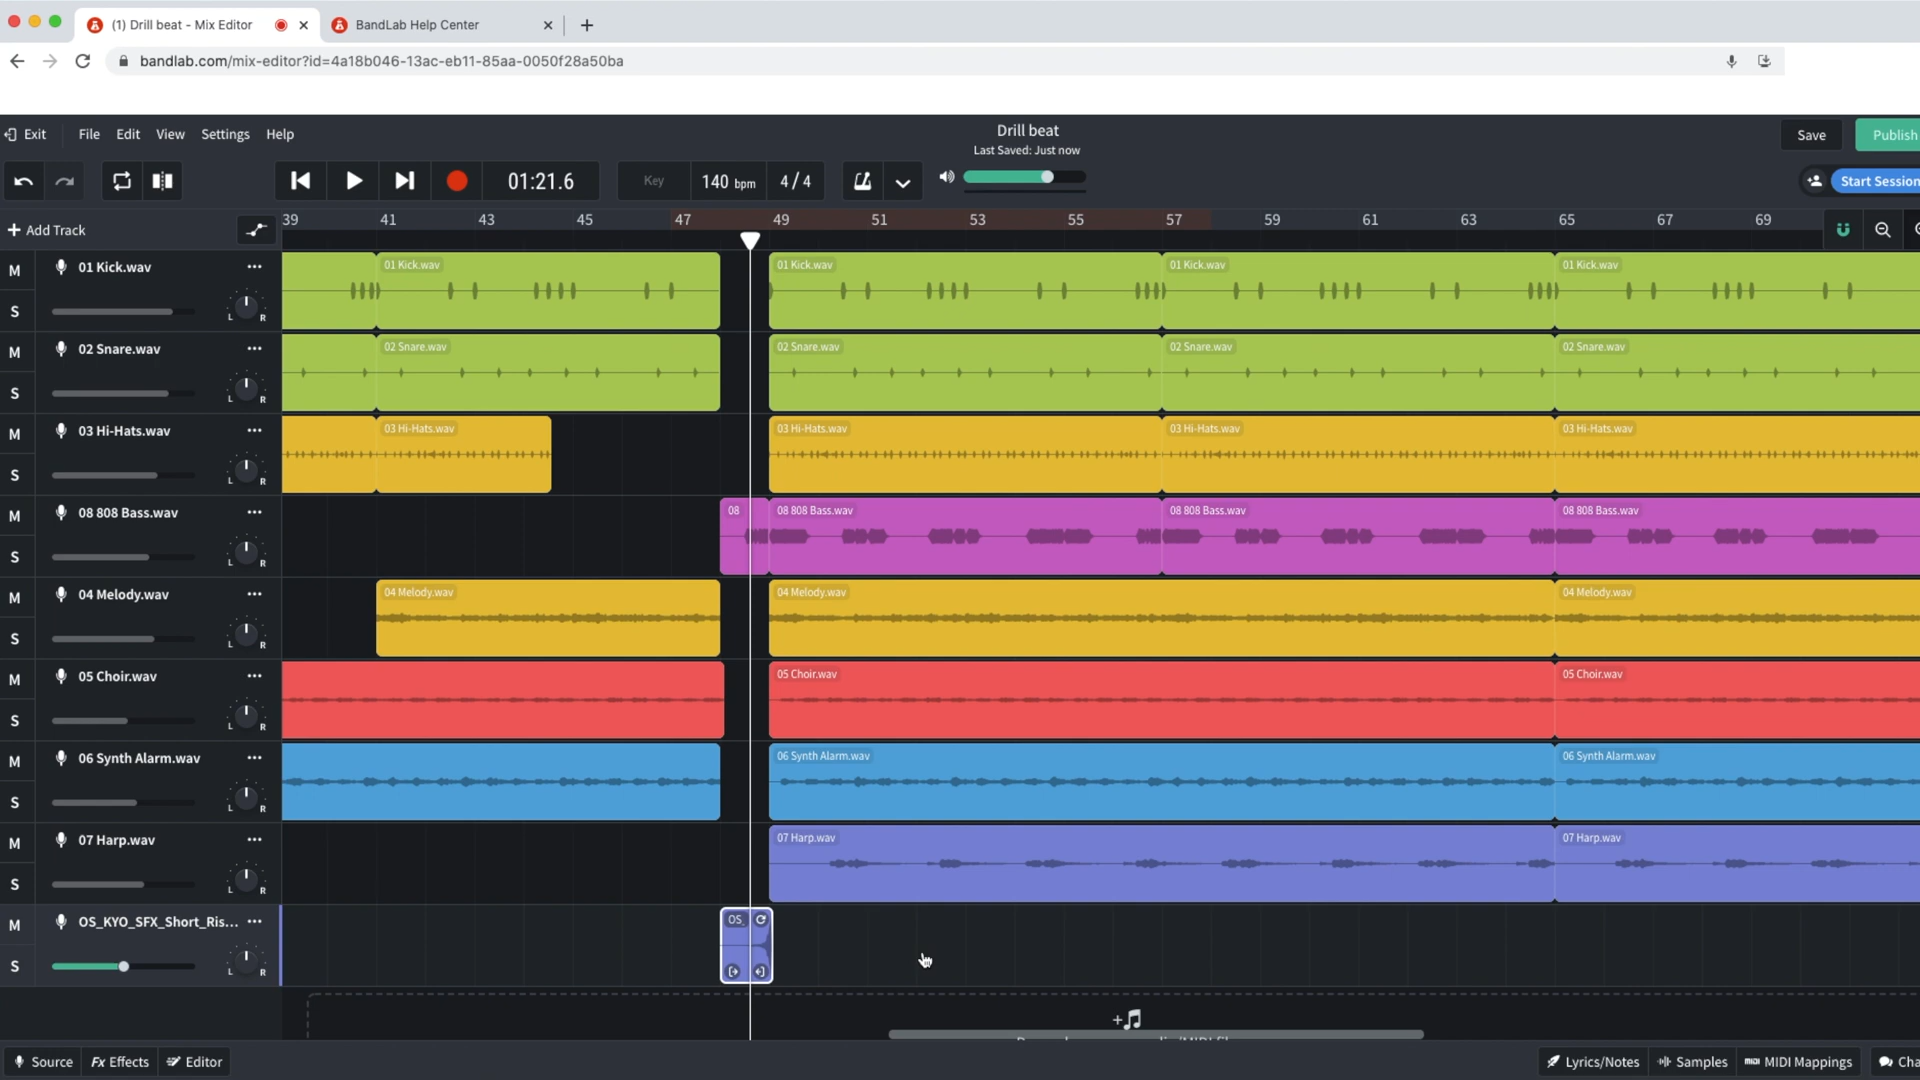 (1) Drill beat - Mix Editor
BandLab Help Center
bandlab.com/mix-editor?id=4a18b046-13ac-eb11-85aa-0050f28a50ba
Exit File Edit View Settings Help
Drill beat
Last Saved: Just now
Save
Publish
01:21.6
Key
140 bpm
4 / 4
Start Session
+ Add Track
39 41 43 45 47 49 51 53 55 57 59 61 63 65 67 69
M 01 Kick.wav
S L R
01 Kick.wav 01 Kick.wav 01 Kick.wav 01 Kick.wav
M 02 Snare.wav
S L R
02 Snare.wav 02 Snare.wav 02 Snare.wav 02 Snare.wav
M 03 Hi-Hats.wav
S L R
03 Hi-Hats.wav 03 Hi-Hats.wav 03 Hi-Hats.wav 03 Hi-Hats.wav
M 08 808 Bass.wav
S L R
08 08 808 Bass.wav 08 808 Bass.wav 08 808 Bass.wav
M 04 Melody.wav
S L R
04 Melody.wav 04 Melody.wav 04 Melody.wav
M 05 Choir.wav
S L R
05 Choir.wav 05 Choir.wav
M 06 Synth Alarm.wav
S L R
06 Synth Alarm.wav 06 Synth Alarm.wav
M 07 Harp.wav
S L R
07 Harp.wav 07 Harp.wav
M OS_KYO_SFX_Short_Ris...
S L R
OS_
Source Fx Effects Editor
Lyrics/Notes Samples MIDI Mappings Cha